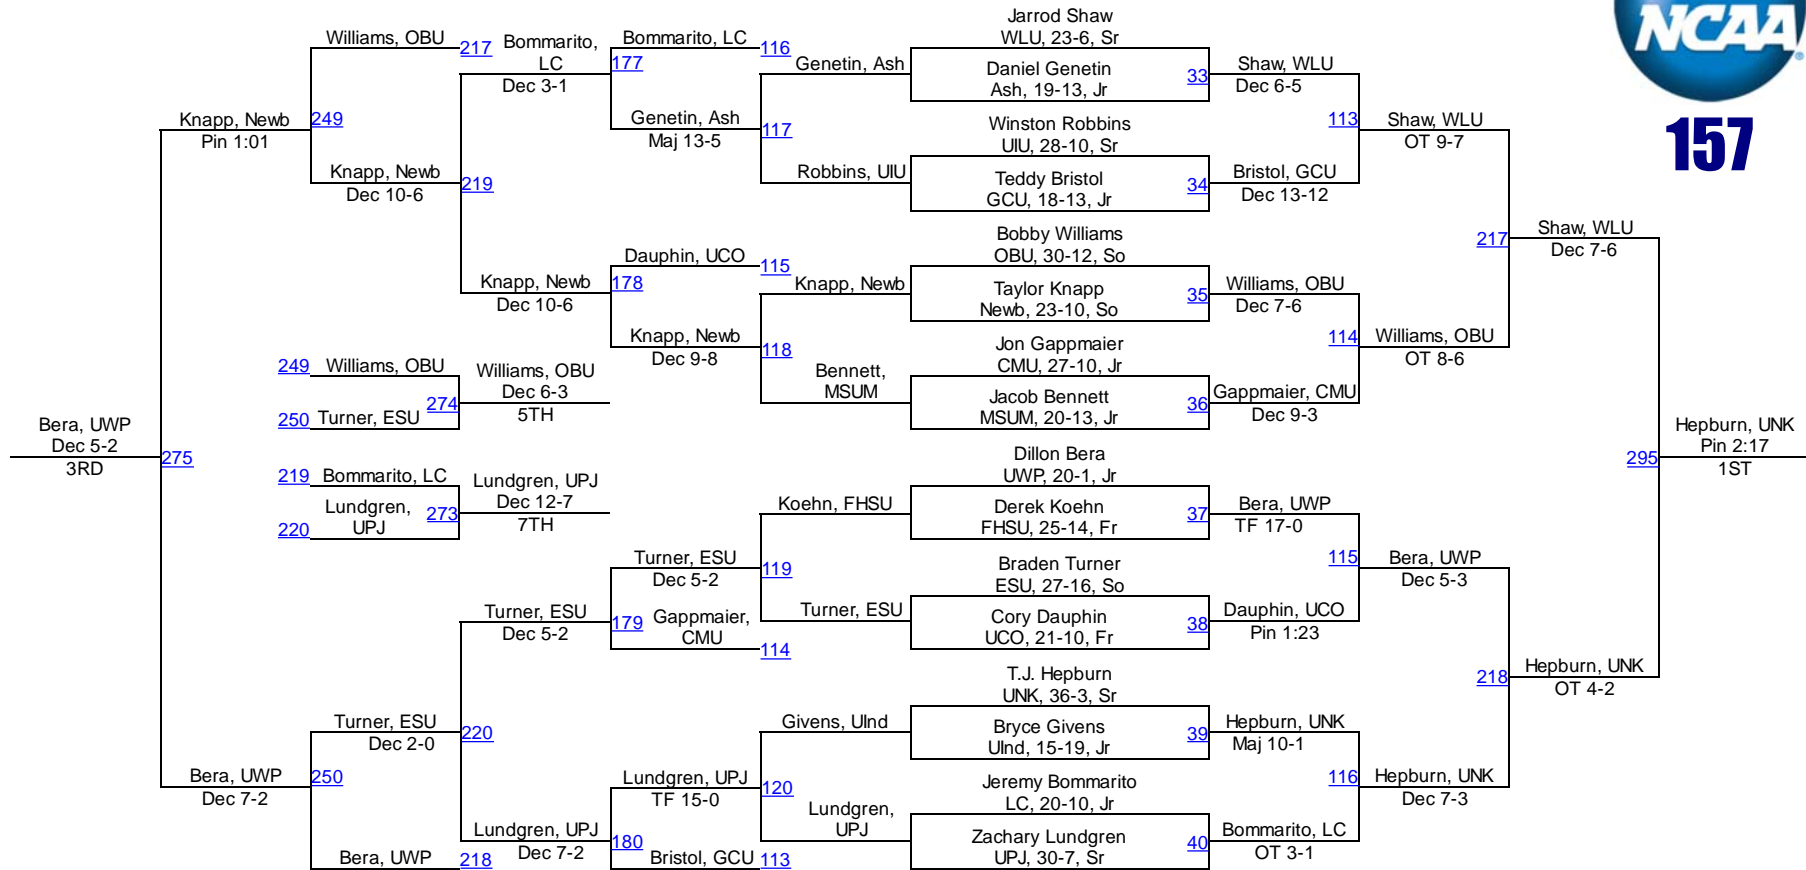 NCAA
®
157
Jarrod Shaw
WLU, 23-6, Sr
Daniel Genetin
Ash, 19-13, Jr
33
Winston Robbins
UIU, 28-10, Sr
Teddy Bristol
GCU, 18-13, Jr
34
Bobby Williams
OBU, 30-12, So
Taylor Knapp
Newb, 23-10, So
35
Jon Gappmaier
CMU, 27-10, Jr
Jacob Bennett
MSUM, 20-13, Jr
36
Dillon Bera
UWP, 20-1, Jr
Derek Koehn
FHSU, 25-14, Fr
37
Braden Turner
ESU, 27-16, So
Cory Dauphin
UCO, 21-10, Fr
38
T.J. Hepburn
UNK, 36-3, Sr
Bryce Givens
UInd, 15-19, Jr
39
Jeremy Bommarito
LC, 20-10, Jr
Zachary Lundgren
UPJ, 30-7, Sr
40
Shaw, WLU
Dec 6-5
113
Bristol, GCU
Dec 13-12
Williams, OBU
Dec 7-6
114
Gappmaier, CMU
Dec 9-3
Bera, UWP
TF 17-0
115
Dauphin, UCO
Pin 1:23
Hepburn, UNK
Maj 10-1
116
Bommarito, LC
OT 3-1
Shaw, WLU
OT 9-7
217
Williams, OBU
OT 8-6
Bera, UWP
Dec 5-3
218
Hepburn, UNK
Dec 7-3
Shaw, WLU
Dec 7-6
295
Hepburn, UNK
OT 4-2
Hepburn, UNK
Pin 2:17
1ST
Genetin, Ash
117
Robbins, UIU
Knapp, Newb
118
Bennett,
MSUM
Koehn, FHSU
119
Turner, ESU
Givens, UInd
120
Lundgren,
UPJ
Bommarito, LC
116
177
Genetin, Ash
Maj 13-5
Dauphin, UCO
115
178
Knapp, Newb
Dec 9-8
Turner, ESU
Dec 5-2
179
Gappmaier,
CMU
114
Lundgren, UPJ
TF 15-0
180
Bristol, GCU
113
Bommarito,
LC
Dec 3-1
219
Knapp, Newb
Dec 10-6
Turner, ESU
Dec 5-2
220
Lundgren, UPJ
Dec 7-2
Williams, OBU
217
249
Knapp, Newb
Dec 10-6
Turner, ESU
Dec 2-0
250
Bera, UWP
218
Knapp, Newb
Pin 1:01
275
Bera, UWP
Dec 7-2
Bera, UWP
Dec 5-2
3RD
249
Williams, OBU
250
Turner, ESU
274
Williams, OBU
Dec 6-3
5TH
219
Bommarito, LC
220
Lundgren,
UPJ
273
Lundgren, UPJ
Dec 12-7
7TH